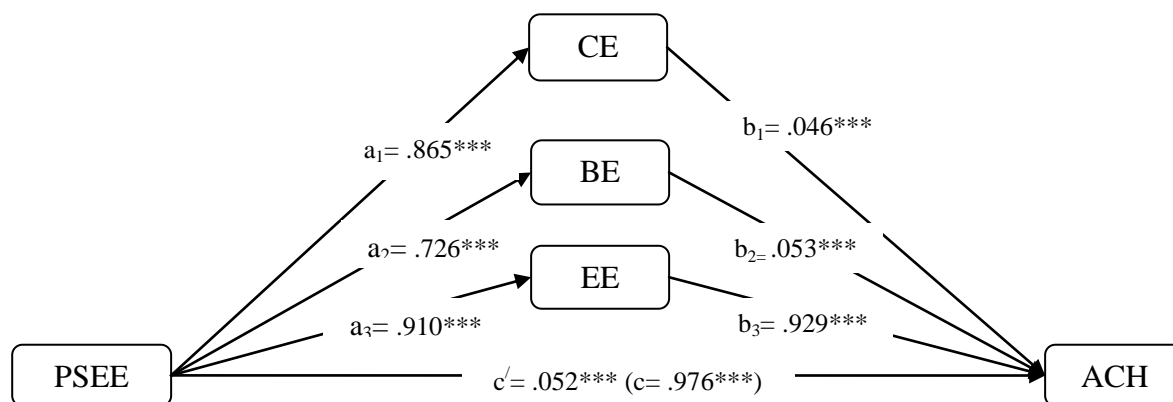 CE
a₁= .865***
b₁= .046***
BE
a₂= .726***
b₂= .053***
EE
a₃= .910***
b₃= .929***
PSEE
c′= .052*** (c= .976***)
ACH